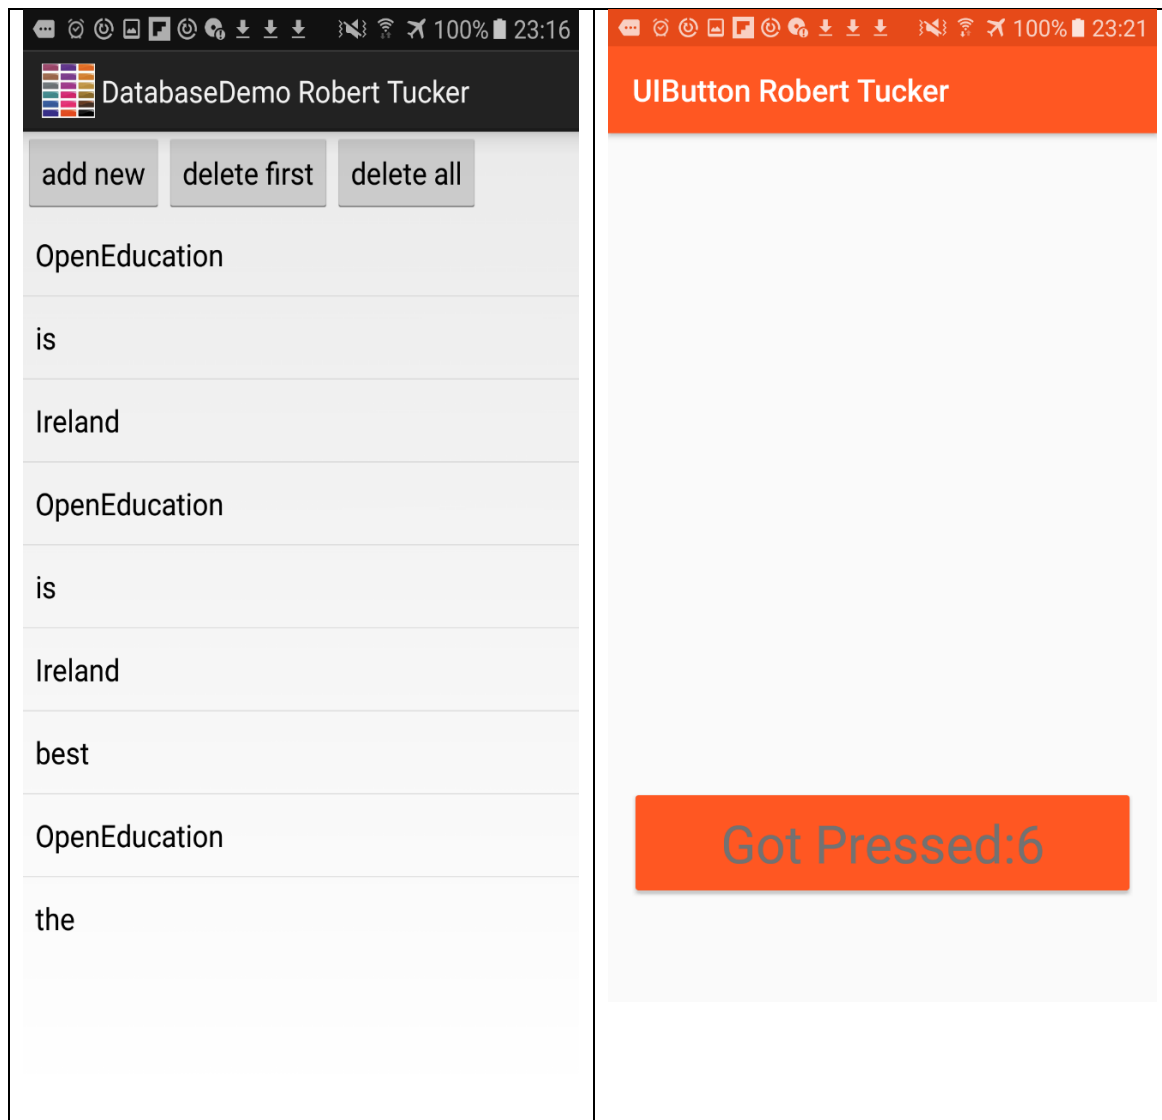 100% 23:16
DatabaseDemo Robert Tucker
add new delete first delete all
OpenEducation
is
Ireland
OpenEducation
is
Ireland
best
OpenEducation
the
100% 23:21
UIButton Robert Tucker
Got Pressed:6